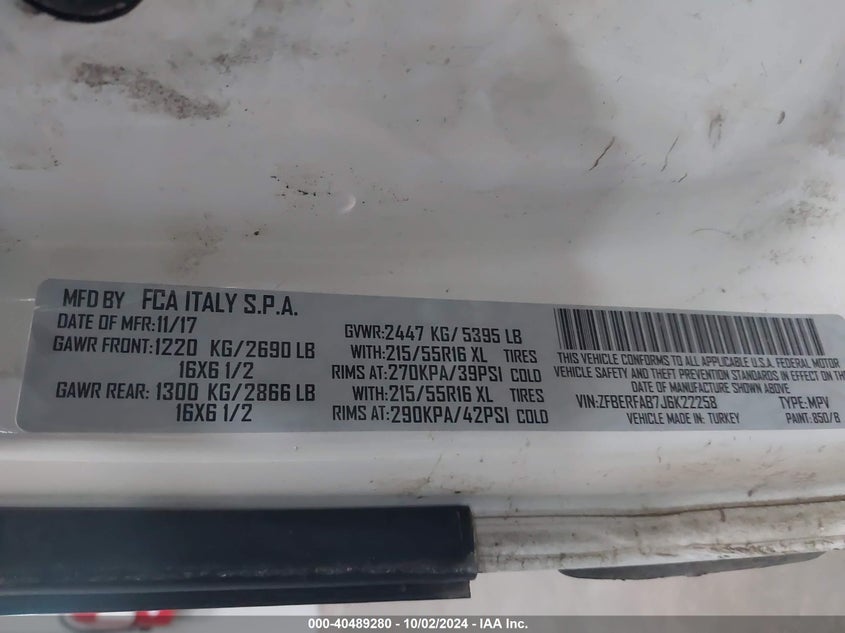 MFD BY FCA ITALY S.P.A.
DATE OF MFR:11/17
GAWR FRONT:1220 KG/2690 LB
16X6 1/2
GAWR REAR:1300 KG/2866 LB
16X6 1/2
GVWR:2447 KG/5395 LB
WITH:215/55R16 XL TIRES
RIMS AT:270KPA/39PSI COLD
WITH:215/55R16 XL TIRES
RIMS AT:290KPA/42PSI COLD
THIS VEHICLE CONFORMS TO ALL APPLICABLE U.S.A. FEDERAL MOTOR
VEHICLE SAFETY AND THEFT PREVENTION STANDARDS IN EFFECT ON THE
DATE OF MANUFACTURE SHOWN ABOVE.
VIN:ZFBERFAB7J6K22258 TYPE:MPV
VEHICLE MADE IN: TURKEY PAINT:850/B
000-40489280 - 10/02/2024 - IAA Inc.